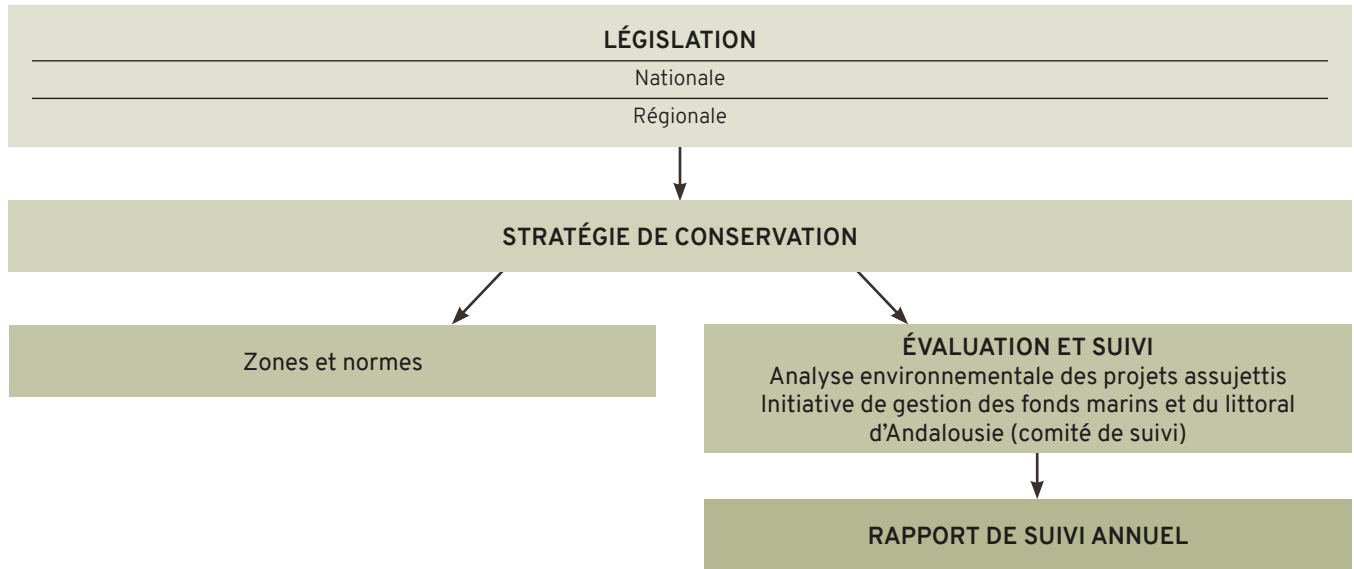 LÉGISLATION
Nationale
Régionale
STRATÉGIE DE CONSERVATION
Zones et normes
ÉVALUATION ET SUIVI
Analyse environnementale des projets assujettis
Initiative de gestion des fonds marins et du littoral
d’Andalousie (comité de suivi)
RAPPORT DE SUIVI ANNUEL